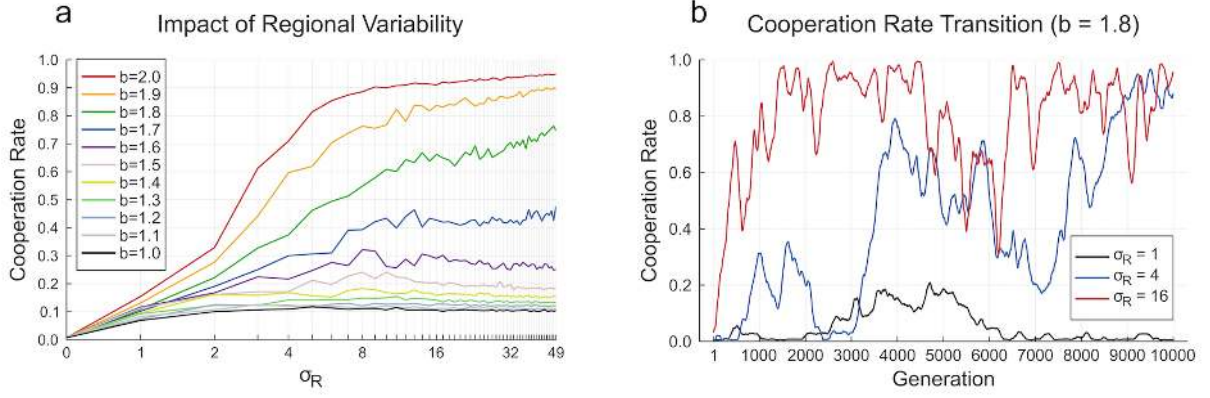 a
Impact of Regional Variability
Cooperation Rate
1.0
0.9
0.8
0.7
0.6
0.5
0.4
0.3
0.2
0.1
0.0
b=2.0
b=1.9
b=1.8
b=1.7
b=1.6
b=1.5
b=1.4
b=1.3
b=1.2
b=1.1
b=1.0
0 1 2 4 8 16 32 49
σR
b
Cooperation Rate Transition (b = 1.8)
Cooperation Rate
1.0
0.8
0.6
0.4
0.2
0.0
σR = 1
σR = 4
σR = 16
1 1000 2000 3000 4000 5000 6000 7000 8000 9000 10000
Generation